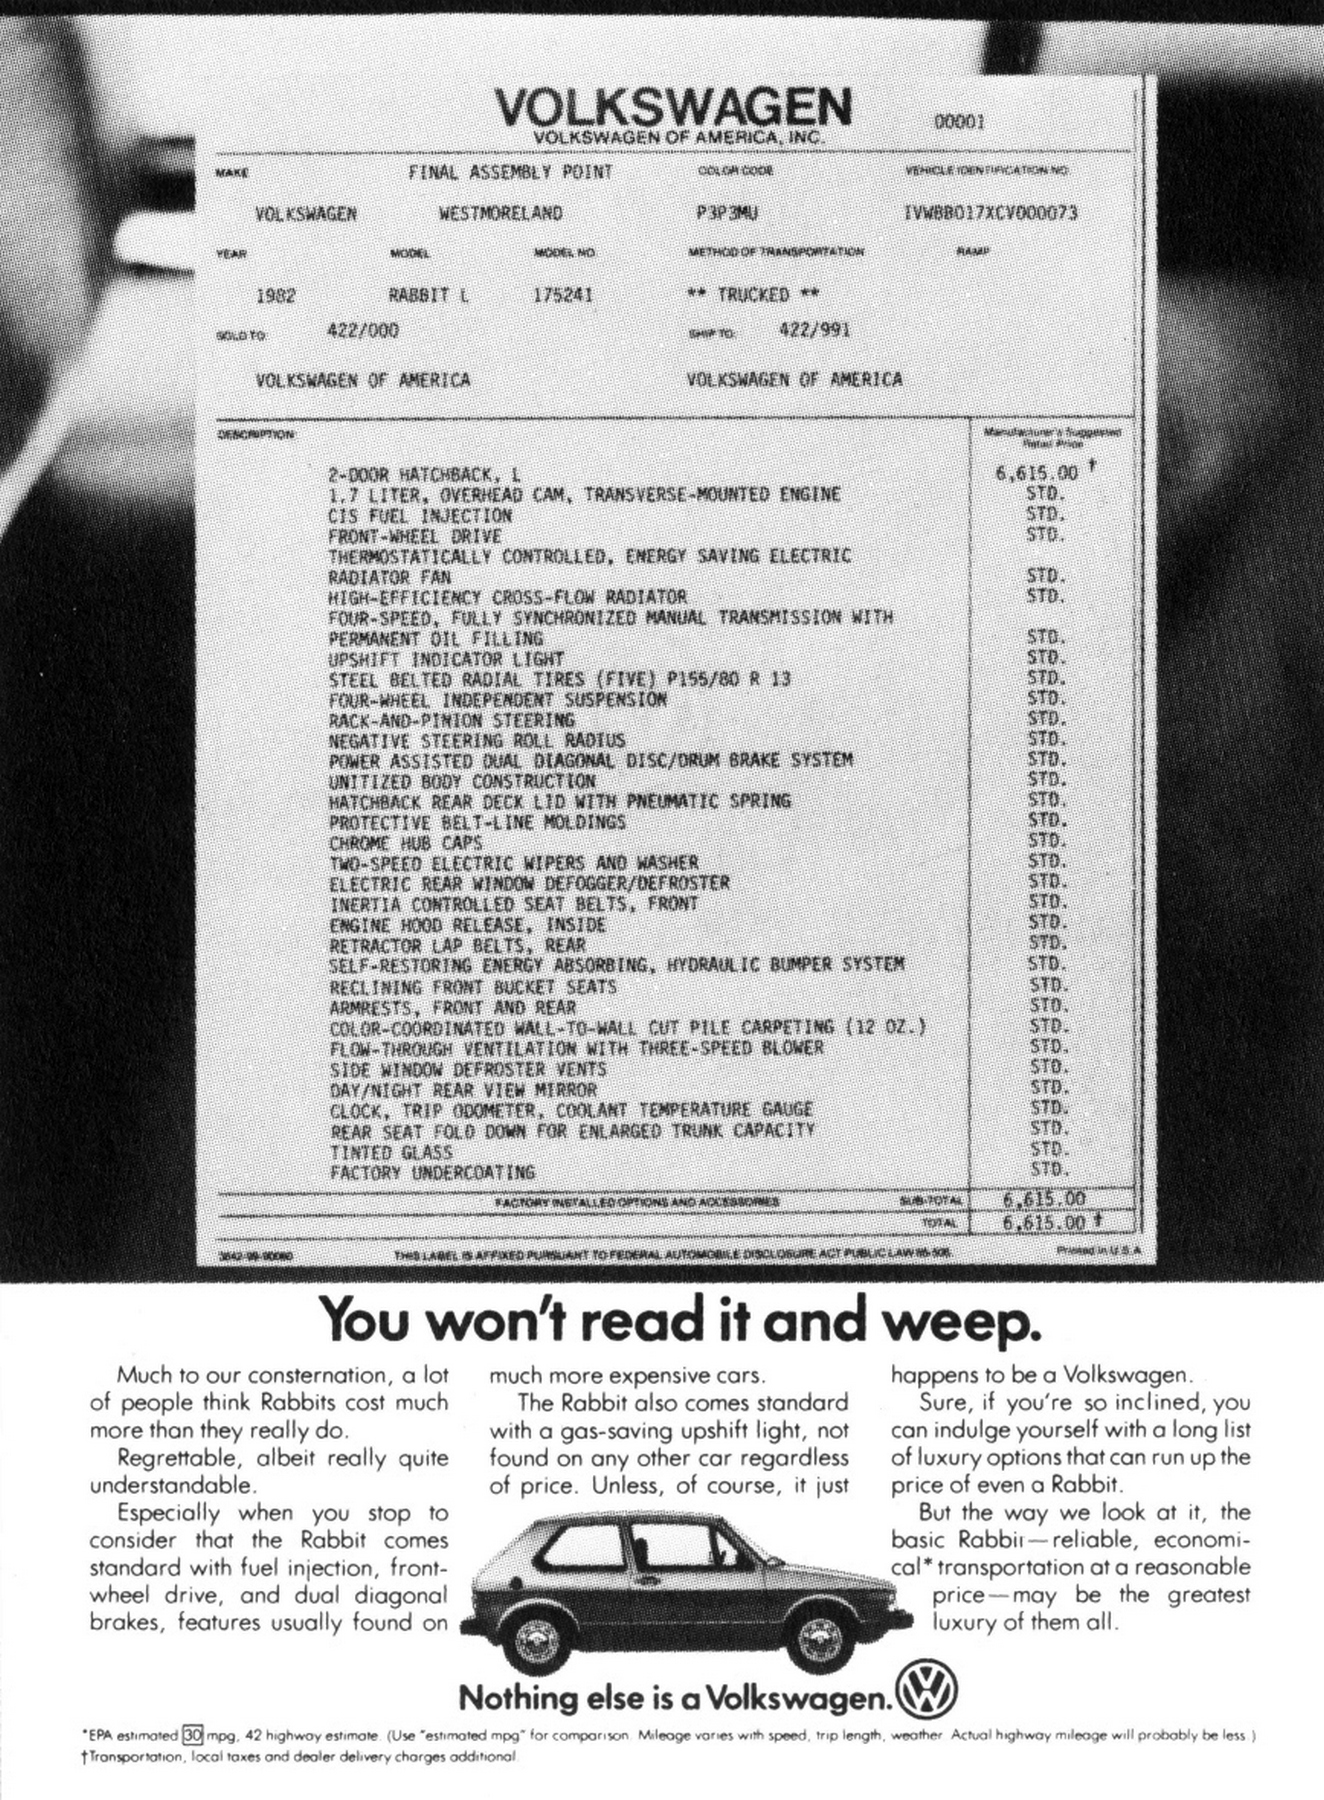 VOLKSWAGEN
VOLKSWAGEN OF AMERICA, INC.
00001
MAKE FINAL ASSEMBLY POINT COLOR CODE VEHICLE IDENTIFICATION NO.
VOLKSWAGEN WESTMORELAND P3P3MU IVWBB017XCV000073
YEAR MODEL MODEL NO. METHOD OF TRANSPORTATION RAMP
1982 RABBIT L 175241 ** TRUCKED **
SOLD TO: 422/000 SHIP TO: 422/991
VOLKSWAGEN OF AMERICA VOLKSWAGEN OF AMERICA
DESCRIPTION: Manufacturer's Suggested
Retail Price
2-DOOR HATCHBACK, L 6,615.00 †
1.7 LITER, OVERHEAD CAM, TRANSVERSE-MOUNTED ENGINE STD.
CIS FUEL INJECTION STD.
FRONT-WHEEL DRIVE STD.
THERMOSTATICALLY CONTROLLED, ENERGY SAVING ELECTRIC
RADIATOR FAN STD.
HIGH-EFFICIENCY CROSS-FLOW RADIATOR STD.
FOUR-SPEED, FULLY SYNCHRONIZED MANUAL TRANSMISSION WITH
PERMANENT OIL FILLING STD.
UPSHIFT INDICATOR LIGHT STD.
STEEL BELTED RADIAL TIRES (FIVE) P155/80 R 13 STD.
FOUR-WHEEL INDEPENDENT SUSPENSION STD.
RACK-AND-PINION STEERING STD.
NEGATIVE STEERING ROLL RADIUS STD.
POWER ASSISTED DUAL DIAGONAL DISC/DRUM BRAKE SYSTEM STD.
UNITIZED BODY CONSTRUCTION STD.
HATCHBACK REAR DECK LID WITH PNEUMATIC SPRING STD.
PROTECTIVE BELT-LINE MOLDINGS STD.
CHROME HUB CAPS STD.
TWO-SPEED ELECTRIC WIPERS AND WASHER STD.
ELECTRIC REAR WINDOW DEFOGGER/DEFROSTER STD.
INERTIA CONTROLLED SEAT BELTS, FRONT STD.
ENGINE HOOD RELEASE, INSIDE STD.
RETRACTOR LAP BELTS, REAR STD.
SELF-RESTORING ENERGY ABSORBING, HYDRAULIC BUMPER SYSTEM STD.
RECLINING FRONT BUCKET SEATS STD.
ARMRESTS, FRONT AND REAR STD.
COLOR-COORDINATED WALL-TO-WALL CUT PILE CARPETING (12 OZ.) STD.
FLOW-THROUGH VENTILATION WITH THREE-SPEED BLOWER STD.
SIDE WINDOW DEFROSTER VENTS STD.
DAY/NIGHT REAR VIEW MIRROR STD.
CLOCK, TRIP ODOMETER, COOLANT TEMPERATURE GAUGE STD.
REAR SEAT FOLD DOWN FOR ENLARGED TRUNK CAPACITY STD.
TINTED GLASS STD.
FACTORY UNDERCOATING STD.
FACTORY INSTALLED OPTIONS AND ACCESSORIES SUB-TOTAL 6,615.00
TOTAL 6,615.00 †
THIS LABEL IS AFFIXED PURSUANT TO FEDERAL AUTOMOBILE DISCLOSURE ACT PUBLIC LAW 85-506. Printed in U.S.A.
You won't read it and weep.
Much to our consternation, a lot
of people think Rabbits cost much
more than they really do.
Regrettable, albeit really quite
understandable.
Especially when you stop to
consider that the Rabbit comes
standard with fuel injection, front-
wheel drive, and dual diagonal
brakes, features usually found on
much more expensive cars.
The Rabbit also comes standard
with a gas-saving upshift light, not
found on any other car regardless
of price. Unless, of course, it just
happens to be a Volkswagen.
Sure, if you're so inclined, you
can indulge yourself with a long list
of luxury options that can run up the
price of even a Rabbit.
But the way we look at it, the
basic Rabbit—reliable, economi-
cal* transportation at a reasonable
price—may be the greatest
luxury of them all.
Nothing else is a Volkswagen.
*EPA estimated 30 mpg, 42 highway estimate. (Use "estimated mpg" for comparison. Mileage varies with speed, trip length, weather. Actual highway mileage will probably be less.)
†Transportation, local taxes and dealer delivery charges additional.